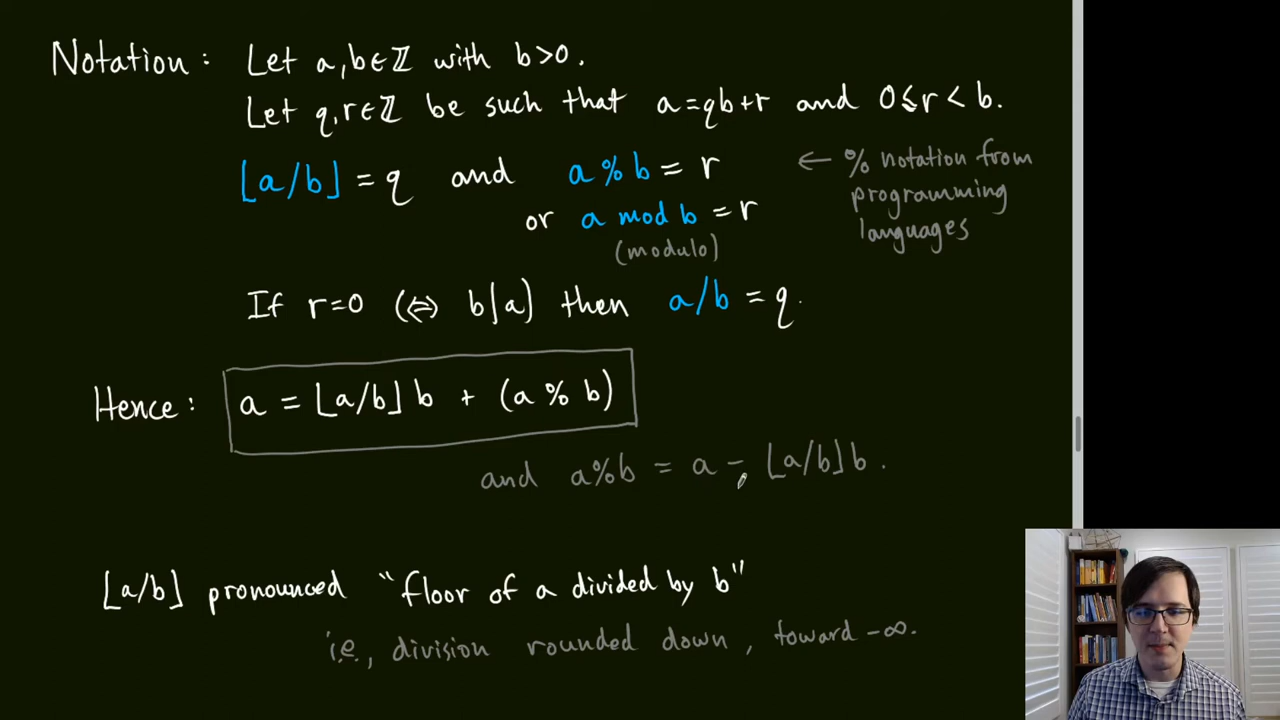 Notation: Let a,b∈ℤ with b>0.
Let q,r∈ℤ be such that a=qb+r and 0≤r<b.
⌊a/b⌋ = q and a % b = r ← % notation from
programming
or a mod b = r
languages
(modulo)
If r=0 (⇔ b|a) then a/b = q.
Hence: a = ⌊a/b⌋ b + (a % b)
and a%b = a - ⌊a/b⌋ b.
⌊a/b⌋ pronounced "floor of a divided by b"
i.e., division rounded down, toward -∞.